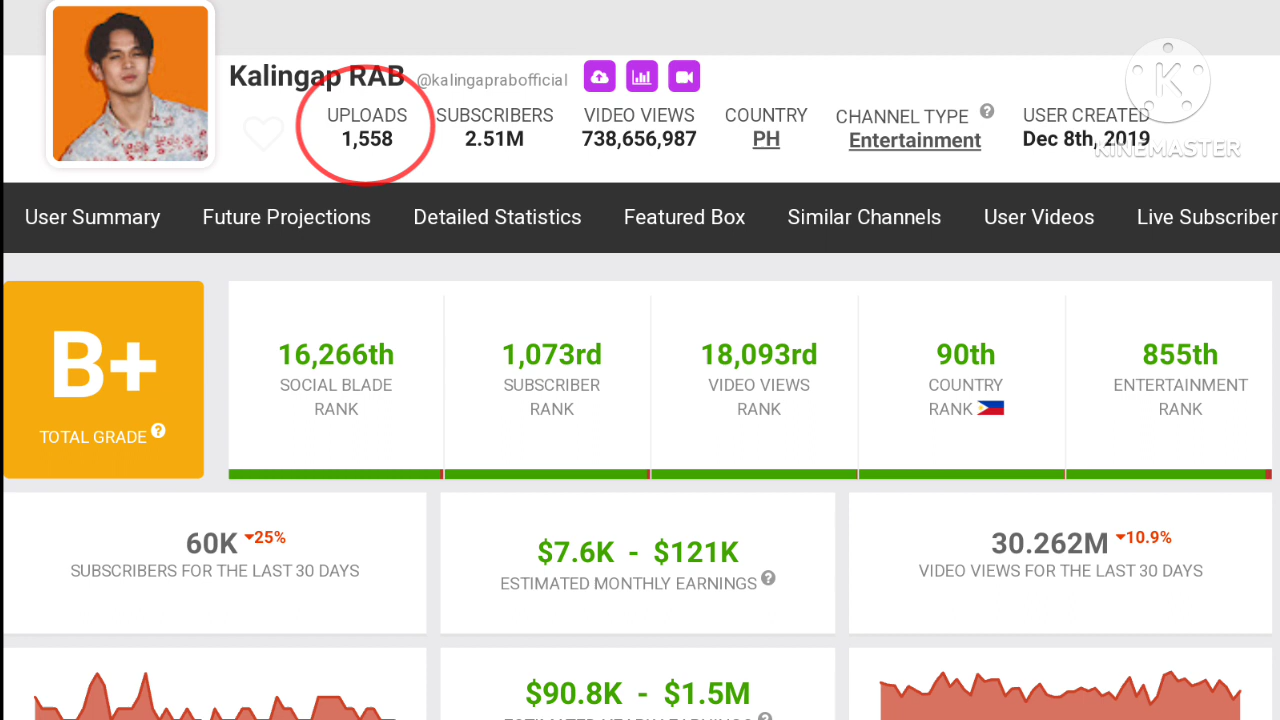 Kalingap RAB @kalingaprabofficial
UPLOADS SUBSCRIBERS VIDEO VIEWS COUNTRY CHANNEL TYPE ? USER CREATED
1,558 2.51M 738,656,987 PH Entertainment Dec 8th, 2019
K
KINEMASTER
User Summary Future Projections Detailed Statistics Featured Box Similar Channels User Videos Live Subscriber
B+
TOTAL GRADE ?
16,266th 1,073rd 18,093rd 90th 855th
SOCIAL BLADE SUBSCRIBER VIDEO VIEWS COUNTRY ENTERTAINMENT
RANK RANK RANK RANK RANK
60K 25%
SUBSCRIBERS FOR THE LAST 30 DAYS
$7.6K - $121K
ESTIMATED MONTHLY EARNINGS ?
30.262M 10.9%
VIDEO VIEWS FOR THE LAST 30 DAYS
$90.8K - $1.5M
ESTIMATED YEARLY EARNINGS ?